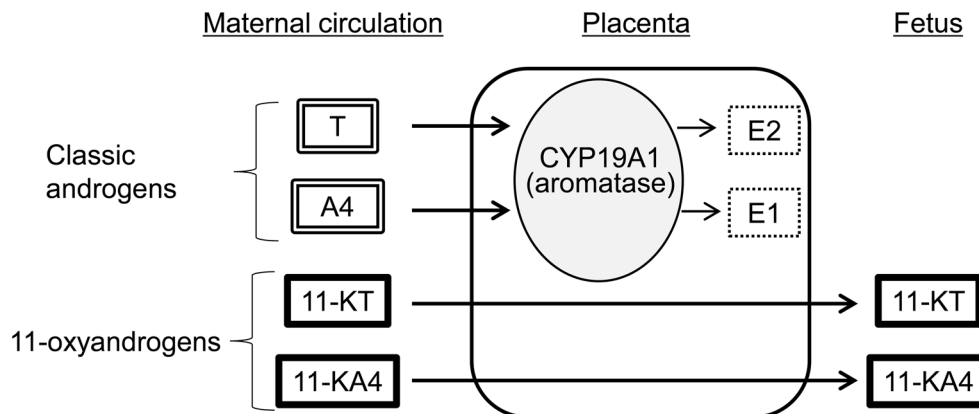 Maternal circulation
Placenta
Fetus
Classic
androgens
T
A4
CYP19A1
(aromatase)
E2
E1
11-oxyandrogens
11-KT
11-KA4
11-KT
11-KA4